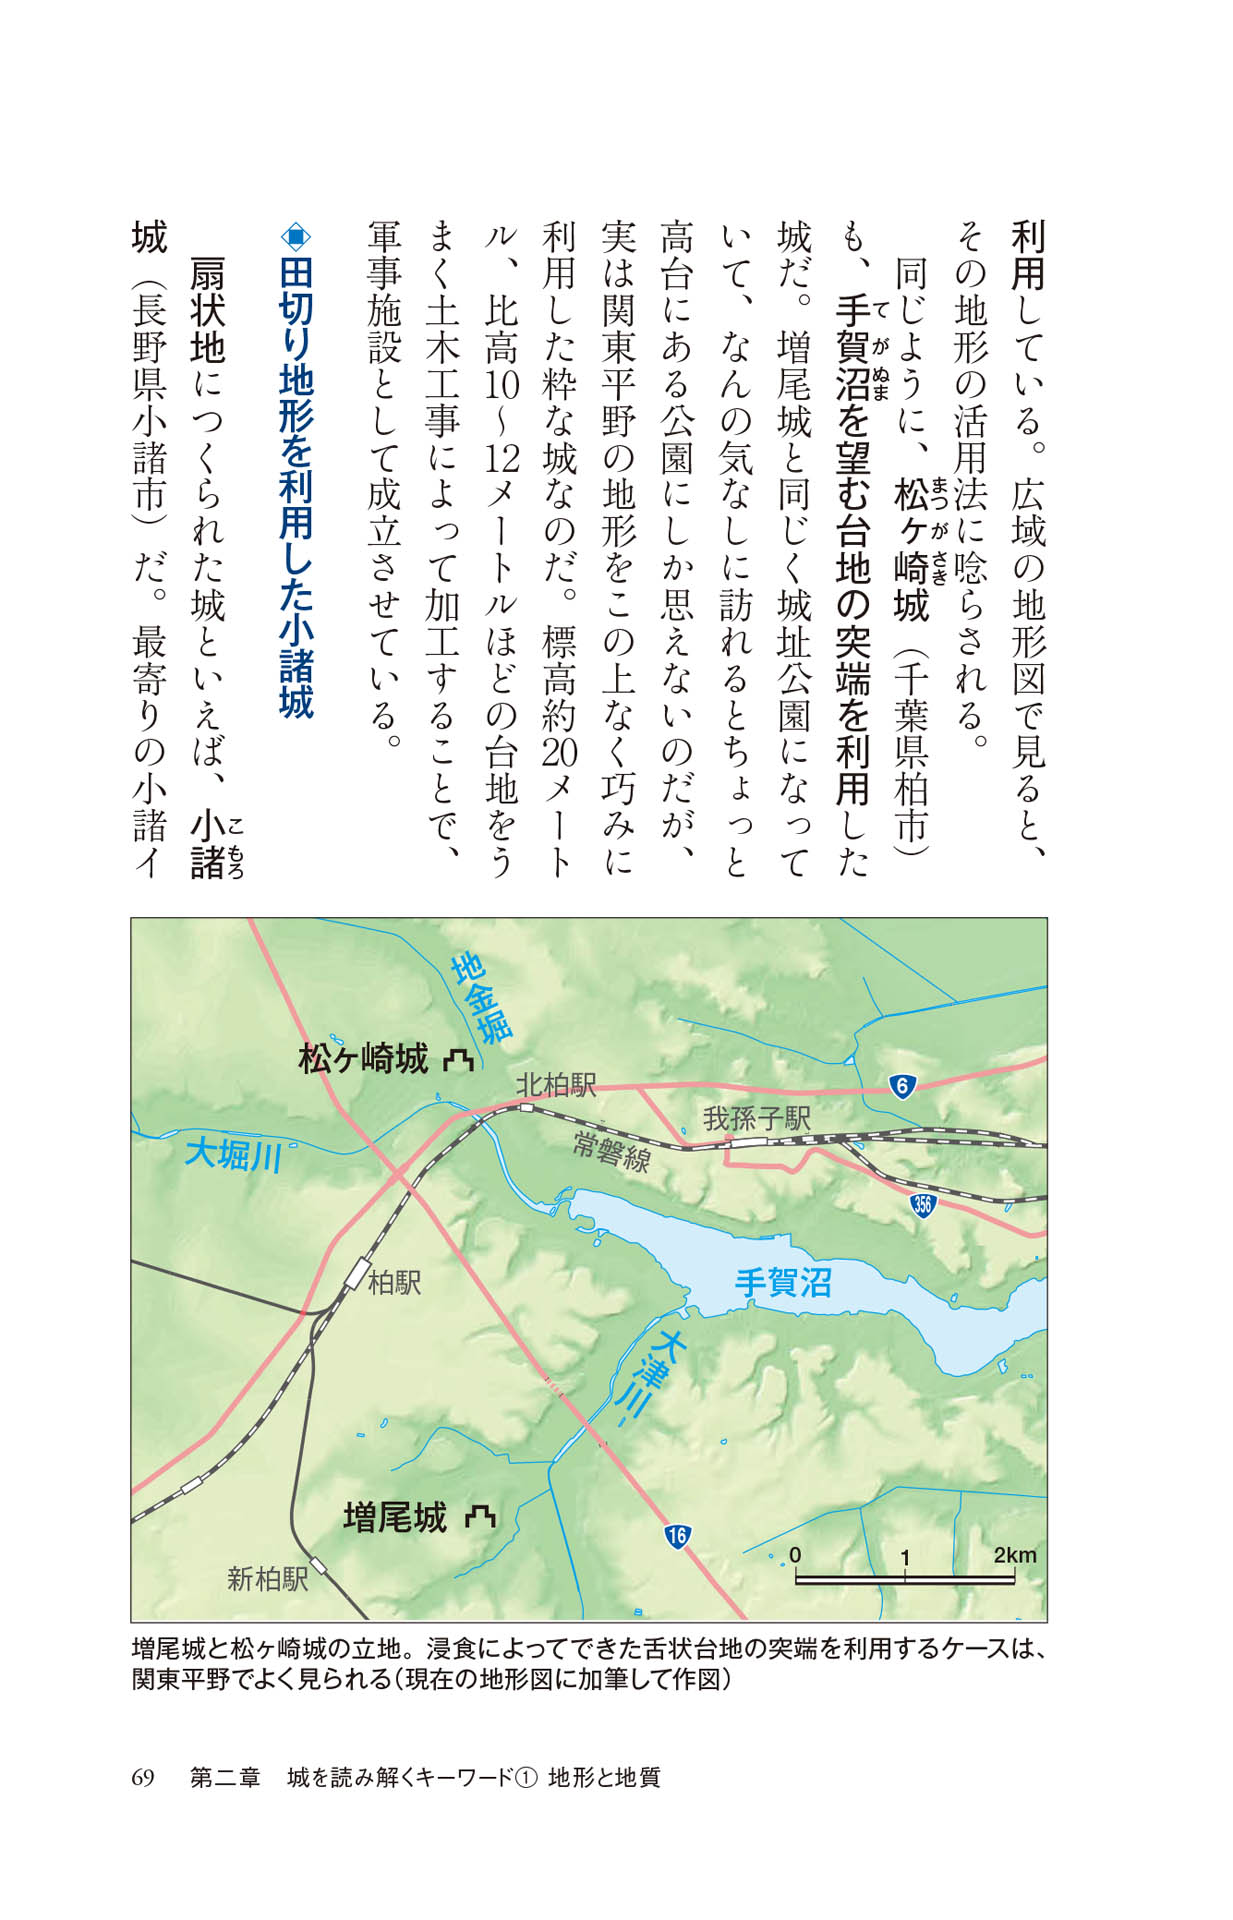 利用している。広域の地形図で見ると、
その地形の活用法に唸らされる。
同じように、松ヶ崎城（千葉県柏市）
まつがさき
も、手賀沼を望む台地の突端を利用した
てがぬま
城だ。増尾城と同じく城址公園になって
いて、なんの気なしに訪れるとちょっと
高台にある公園にしか思えないのだが、
実は関東平野の地形をこの上なく巧みに
利用した粋な城なのだ。標高約20メート
ル、比高10〜12メートルほどの台地をう
まく土木工事によって加工することで、
軍事施設として成立させている。
◈田切り地形を利用した小諸城
扇状地につくられた城といえば、小諸
こもろ
城（長野県小諸市）だ。最寄りの小諸イ
地金堀
松ヶ崎城
北柏駅
6
我孫子駅
常磐線
大堀川
356
柏駅
手賀沼
大津川
増尾城
16
新柏駅
0 1 2km
増尾城と松ヶ崎城の立地。浸食によってできた舌状台地の突端を利用するケースは、
関東平野でよく見られる（現在の地形図に加筆して作図）
69 第二章 城を読み解くキーワード① 地形と地質